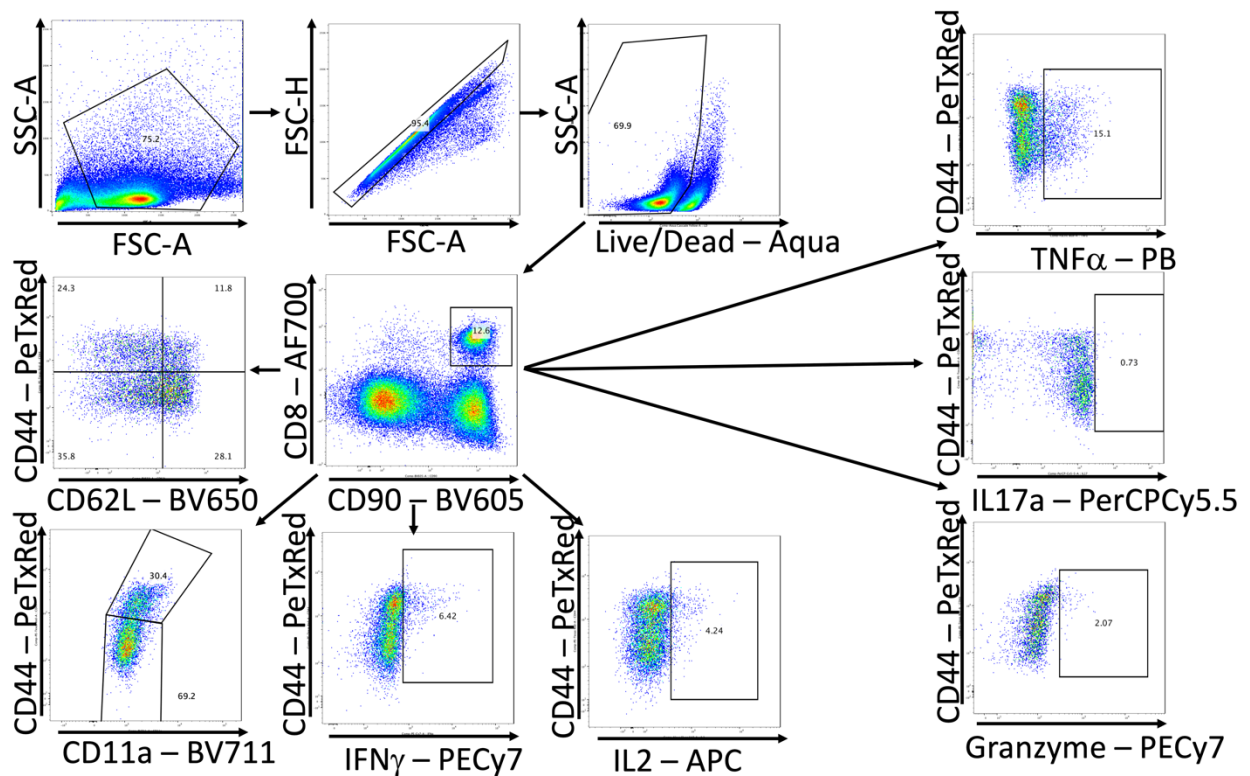 SSC-A
75.2
FSC-A
FSC-H
95.4
FSC-A
SSC-A
69.9
Live/Dead – Aqua
CD44 – PeTxRed
15.1
TNFα – PB
CD44 – PeTxRed
24.3
11.8
35.8
28.1
CD62L – BV650
CD8 – AF700
12.6
CD90 – BV605
CD44 – PeTxRed
0.73
IL17a – PerCPCy5.5
CD44 – PeTxRed
30.4
69.2
CD11a – BV711
CD44 – PeTxRed
6.42
IFNγ – PECy7
CD44 – PeTxRed
4.24
IL2 – APC
CD44 – PeTxRed
2.07
Granzyme – PECy7